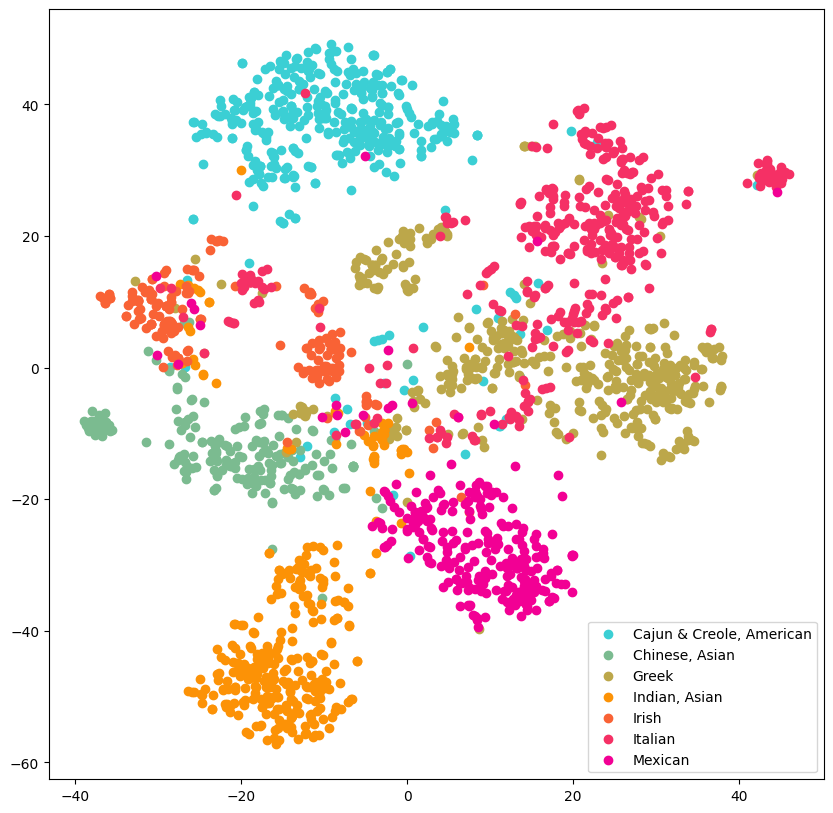 40
20
0
−20
−40
−60
−40
−20
0
20
40
Cajun & Creole, American
Chinese, Asian
Greek
Indian, Asian
Irish
Italian
Mexican